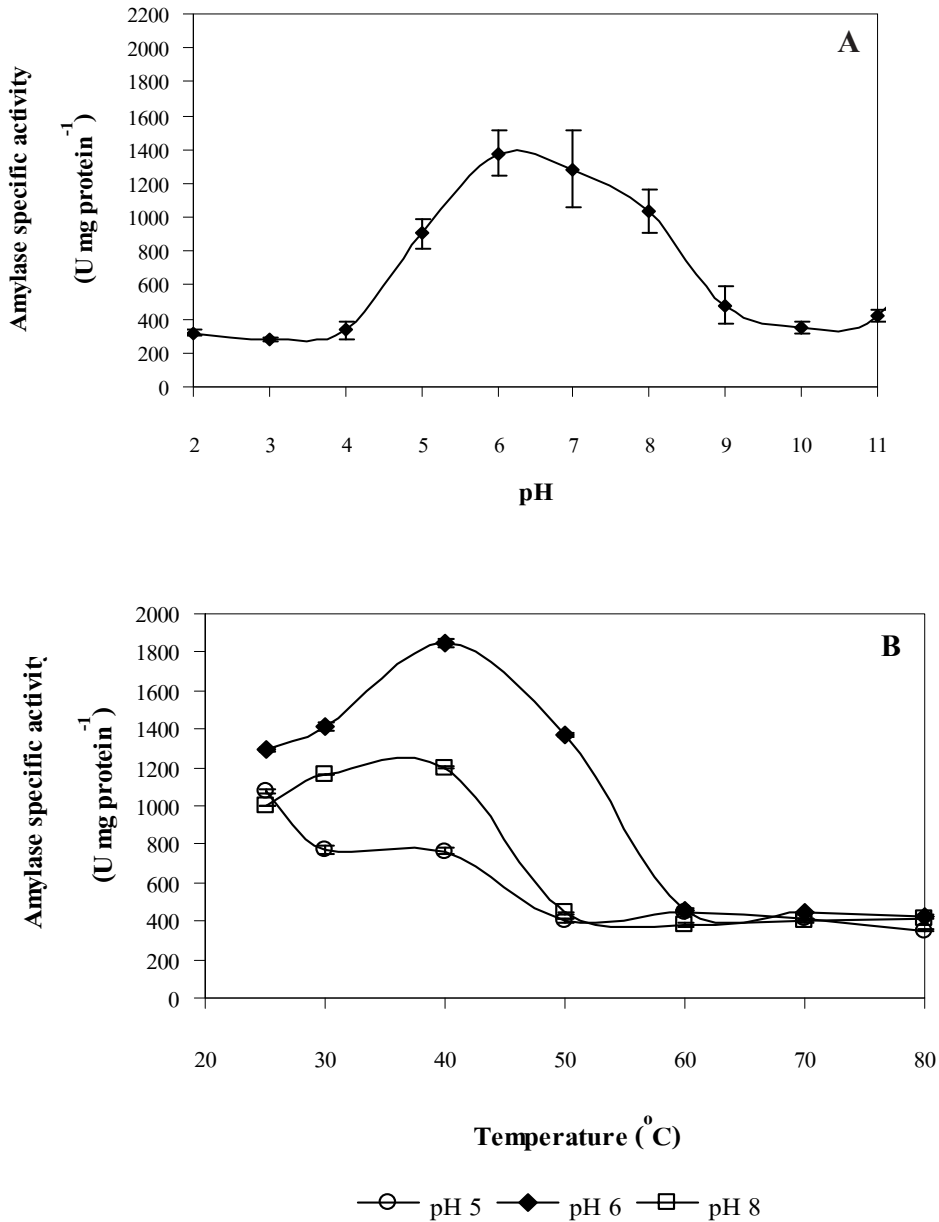 A
Amylase specific activity
(U mg protein-1)
2200
2000
1800
1600
1400
1200
1000
800
600
400
200
0
2 3 4 5 6 7 8 9 10 11
pH
B
Amylase specific activity
(U mg protein-1)
2000
1800
1600
1400
1200
1000
800
600
400
200
0
20 30 40 50 60 70 80
Temperature (oC)
pH 5 pH 6 pH 8